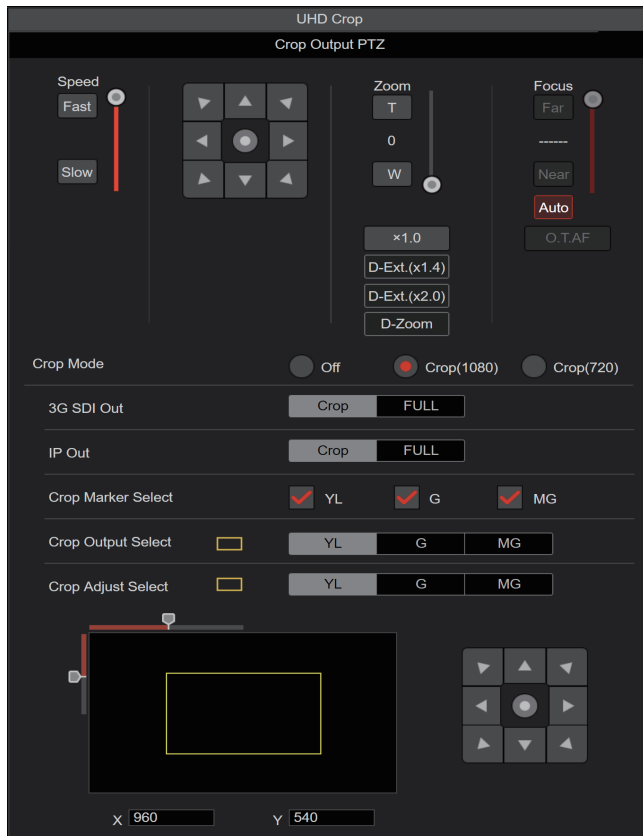 UHD Crop
Crop Output PTZ
Speed
Fast
Slow
Zoom
T
0
W
×1.0
D-Ext.(x1.4)
D-Ext.(x2.0)
D-Zoom
Focus
Far
------
Near
Auto
O.T.AF
Crop Mode Off Crop(1080) Crop(720)
3G SDI Out Crop FULL
IP Out Crop FULL
Crop Marker Select YL G MG
Crop Output Select YL G MG
Crop Adjust Select YL G MG
X 960 Y 540